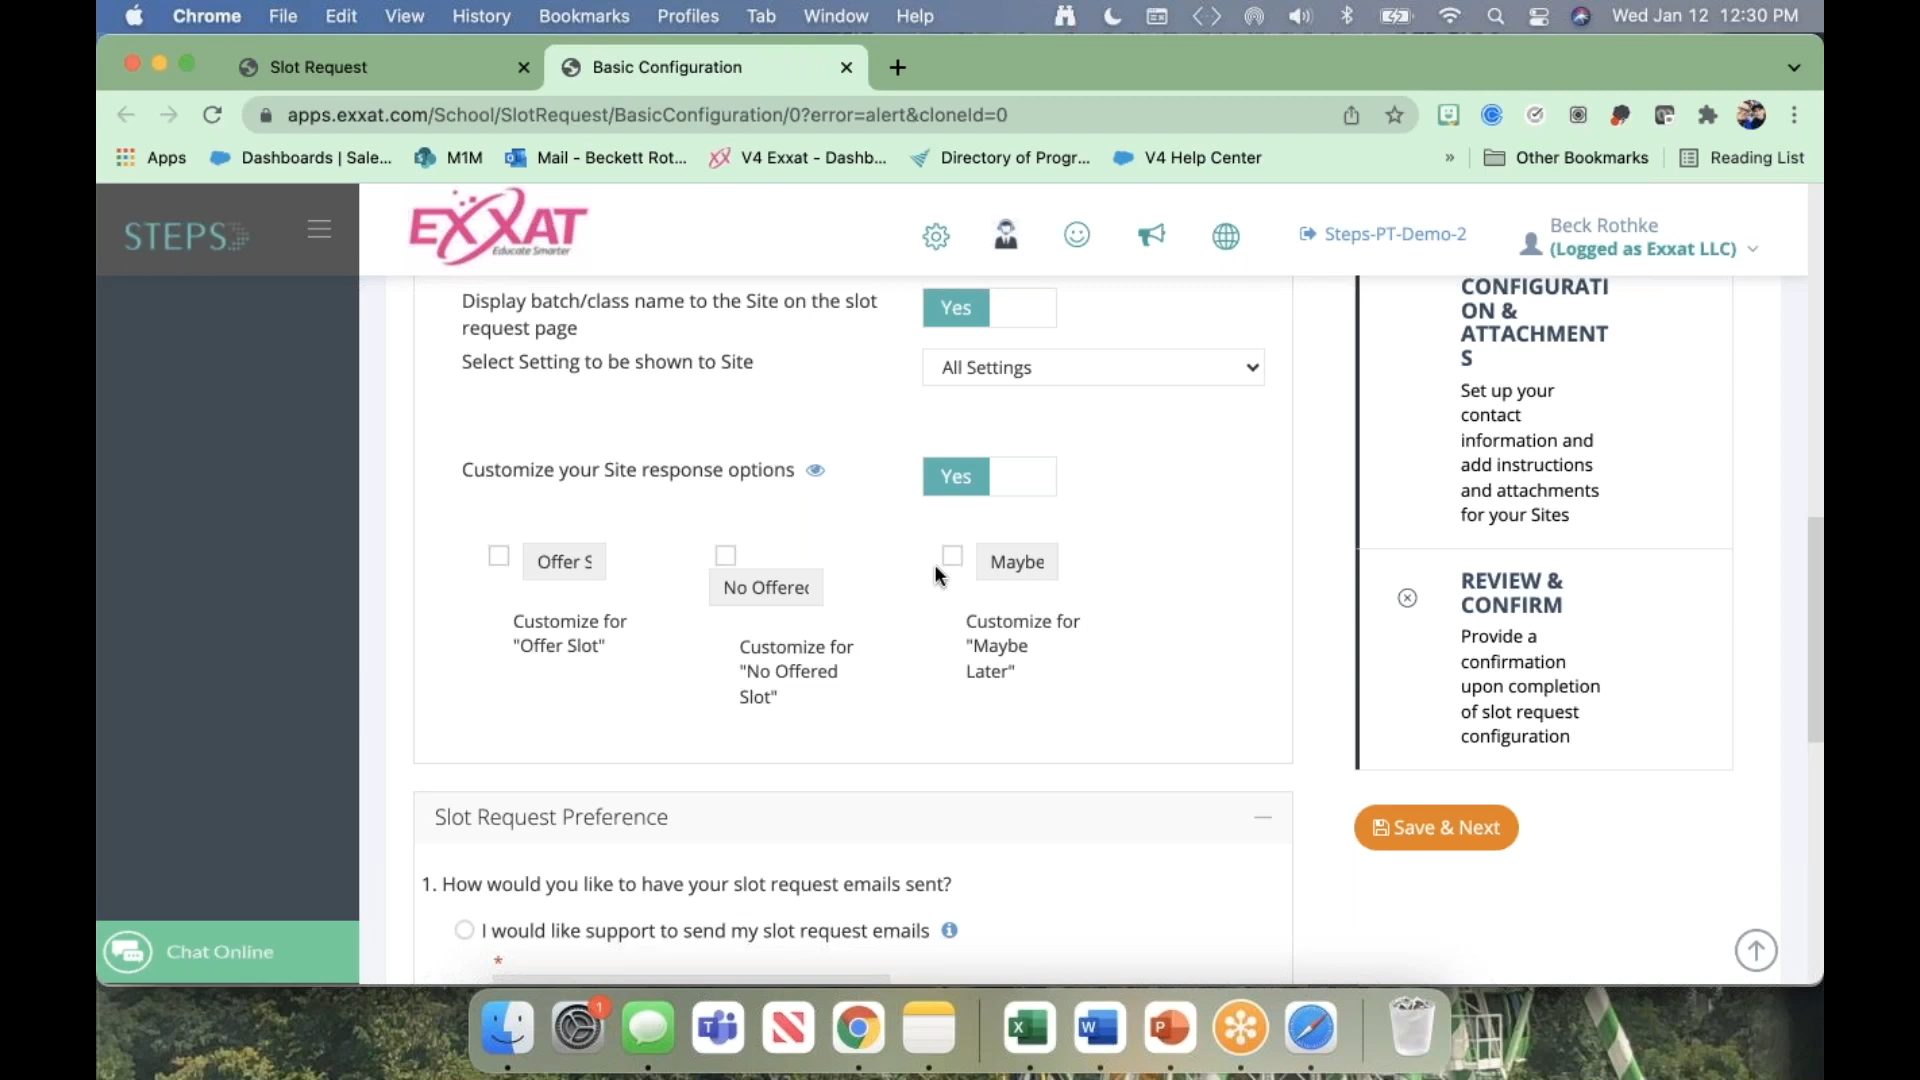 Chrome File Edit View History Bookmarks Profiles Tab Window Help Wed Jan 12 12:30 PM
Slot Request Basic Configuration
apps.exxat.com/School/SlotRequest/BasicConfiguration/0?error=alert&cloneId=0
Apps Dashboards | Sale... M1M Mail - Beckett Rot... V4 Exxat - Dashb... Directory of Progr... V4 Help Center » Other Bookmarks Reading List
STEPS
EXXAT
Educate Smarter
Steps-PT-Demo-2
Beck Rothke
(Logged as Exxat LLC)
Display batch/class name to the Site on the slot
request page
Yes
Select Setting to be shown to Site
All Settings
Customize your Site response options
Yes
Offer S
No Offered
Maybe
Customize for
"Offer Slot"
Customize for
"No Offered
Slot"
Customize for
"Maybe
Later"
Slot Request Preference
1. How would you like to have your slot request emails sent?
I would like support to send my slot request emails
*
CONFIGURATI
ON &
ATTACHMENT
S
Set up your
contact
information and
add instructions
and attachments
for your Sites
REVIEW &
CONFIRM
Provide a
confirmation
upon completion
of slot request
configuration
Save & Next
Chat Online
1